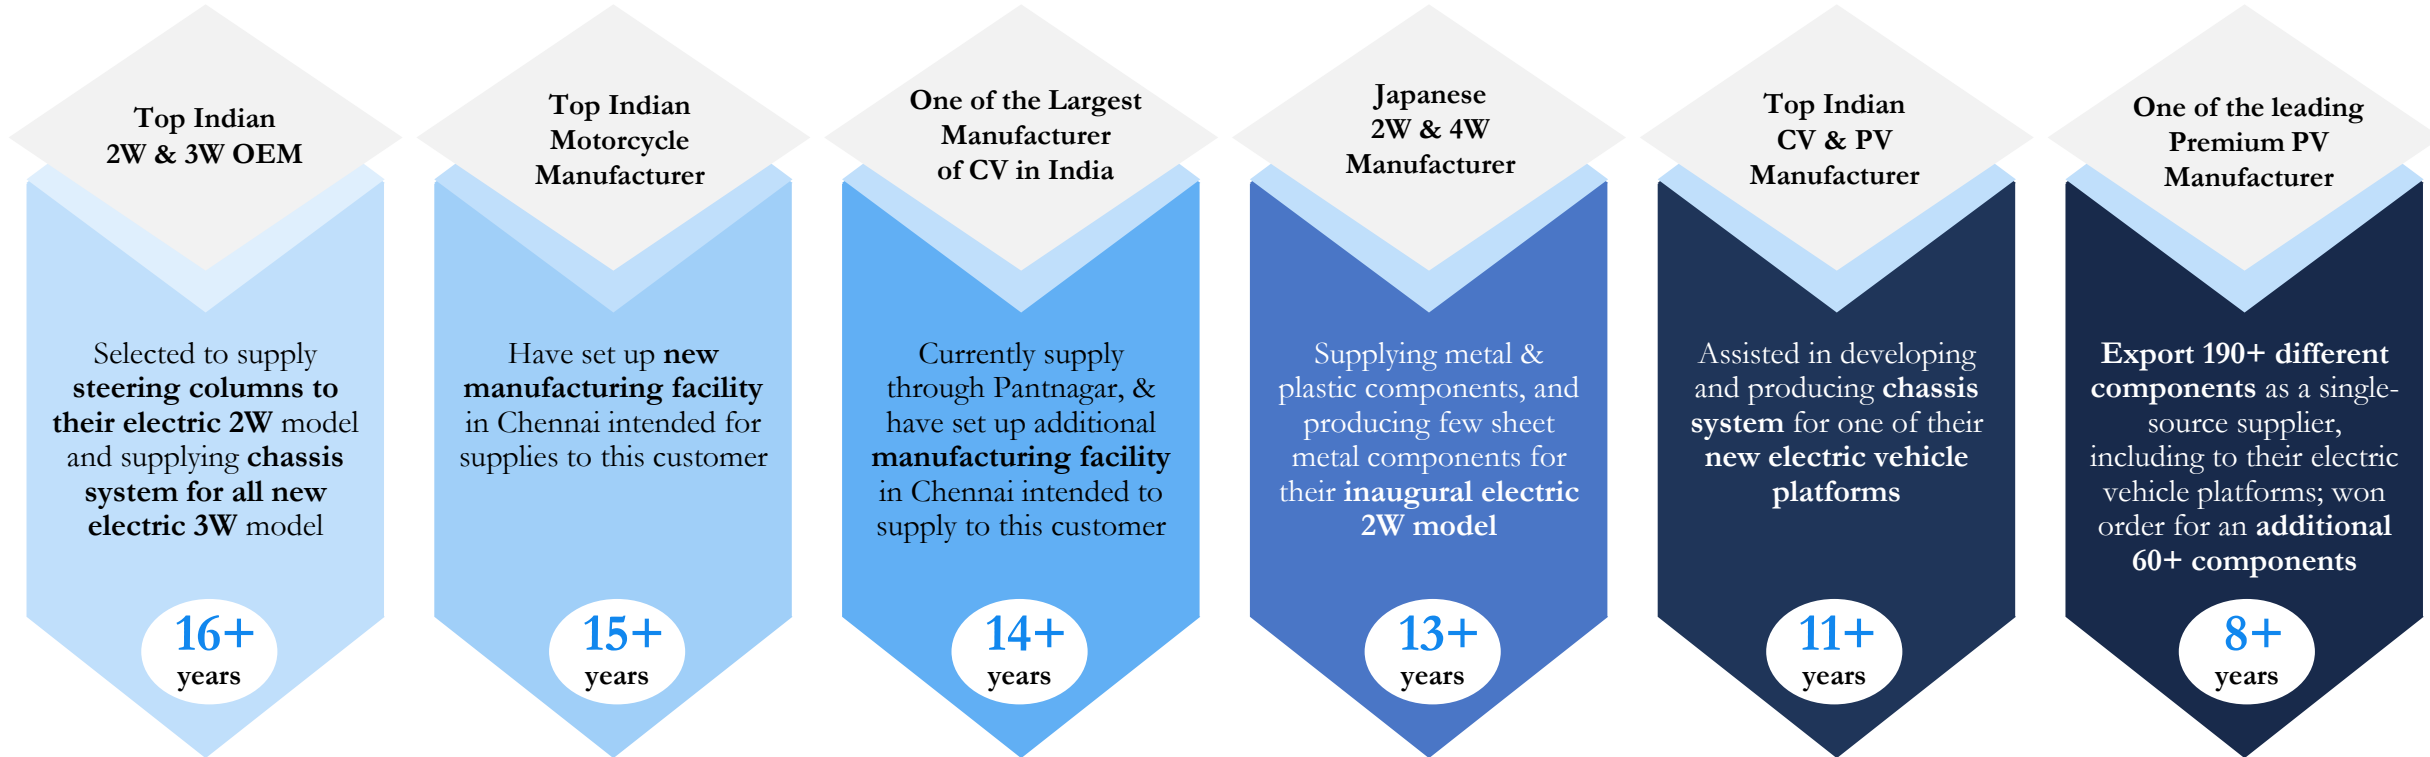 Top Indian
2W & 3W OEM
Selected to supply
steering columns to
their electric 2W model
and supplying chassis
system for all new
electric 3W model
16+
years
Top Indian
Motorcycle
Manufacturer
Have set up new
manufacturing facility
in Chennai intended for
supplies to this customer
15+
years
One of the Largest
Manufacturer
of CV in India
Currently supply
through Pantnagar, &
have set up additional
manufacturing facility
in Chennai intended to
supply to this customer
14+
years
Japanese
2W & 4W
Manufacturer
Supplying metal &
plastic components, and
producing few sheet
metal components for
their inaugural electric
2W model
13+
years
Top Indian
CV & PV
Manufacturer
Assisted in developing
and producing chassis
system for one of their
new electric vehicle
platforms
11+
years
One of the leading
Premium PV
Manufacturer
Export 190+ different
components as a single-
source supplier,
including to their electric
vehicle platforms; won
order for an additional
60+ components
8+
years